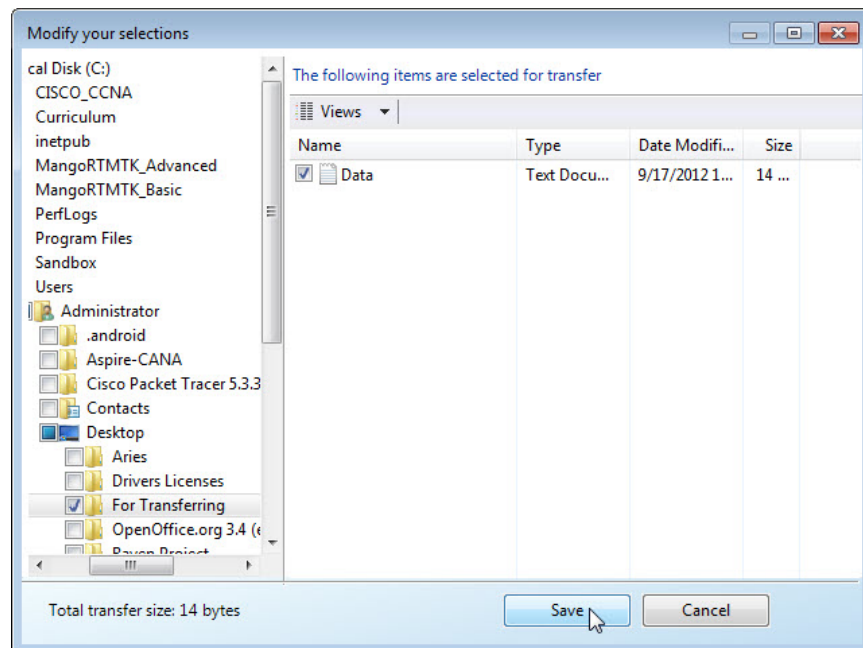 Modify your selections
cal Disk (C:)
CISCO_CCNA
Curriculum
inetpub
MangoRTMTK_Advanced
MangoRTMTK_Basic
PerfLogs
Program Files
Sandbox
Users
Administrator
.android
Aspire-CANA
Cisco Packet Tracer 5.3.3
Contacts
Desktop
Aries
Drivers Licenses
For Transferring
OpenOffice.org 3.4 (e
Raven Project
The following items are selected for transfer
Views
Name Type Date Modifi... Size
Data Text Docu... 9/17/2012 1... 14 ...
Total transfer size: 14 bytes
Save Cancel